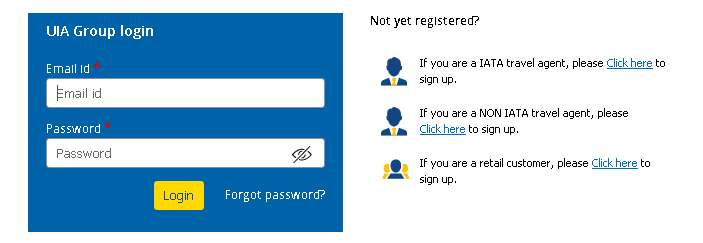 UIA Group login
Email id *
Email id
Password *
Password
Login
Forgot password?
Not yet registered?
If you are a IATA travel agent, please Click here to
sign up.
If you are a NON IATA travel agent, please
Click here to sign up.
If you are a retail customer, please Click here to
sign up.